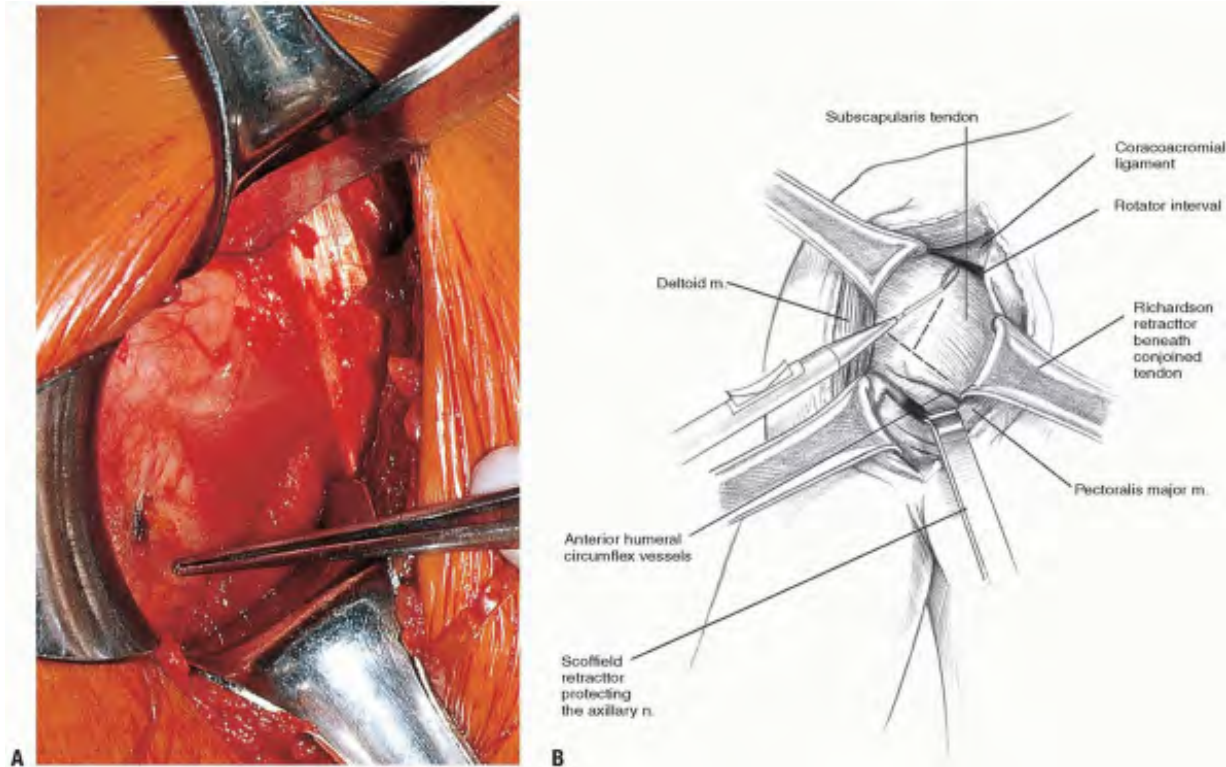 Subscapularis tendon
Coracoacromial
ligament
Rotator interval
Deltoid m.
Richardson
retracttor
beneath
conjoined
tendon
Pectoralis major m.
Anterior humeral
circumflex vessels
Scoffield
retracttor
protecting
the axillary n.
A
B